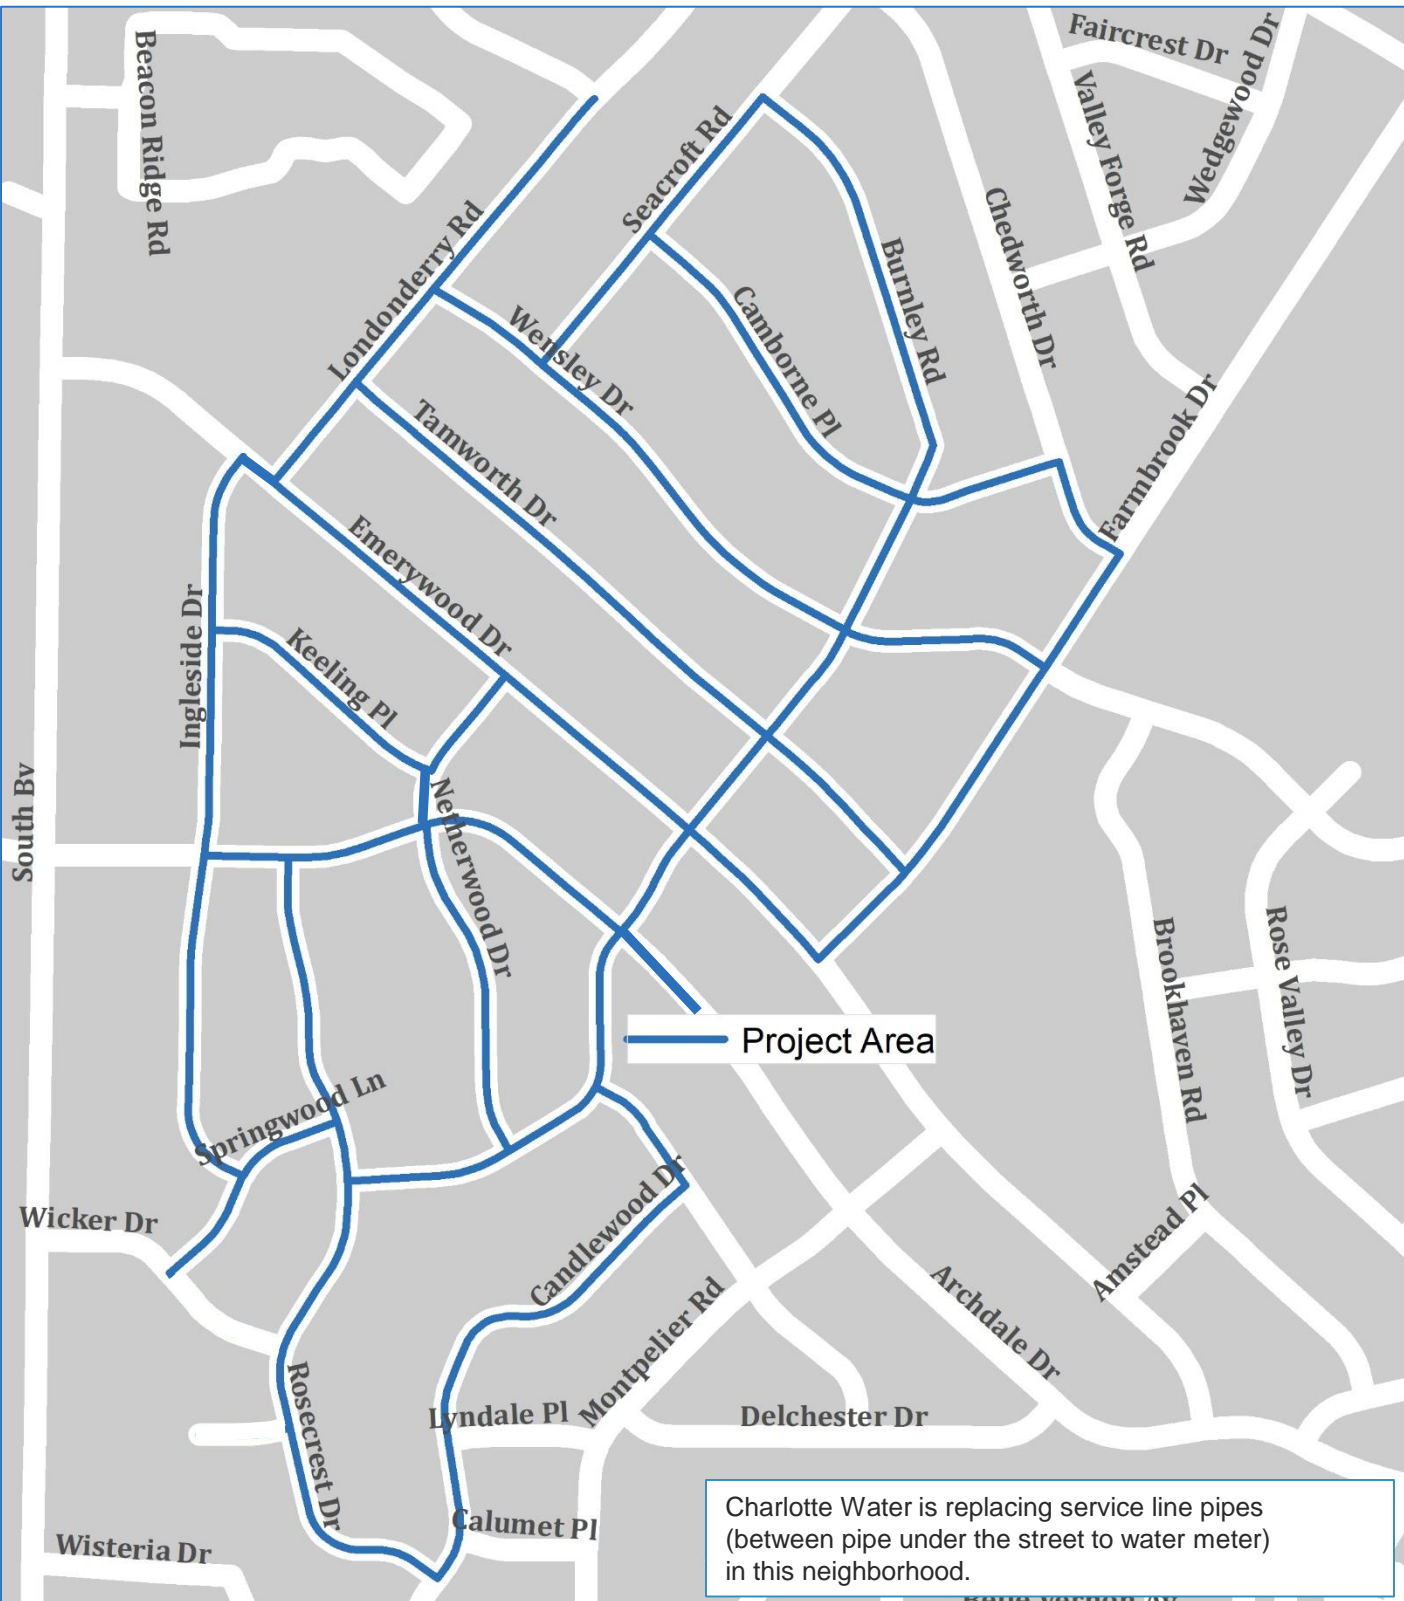 Beacon Ridge Rd
Faircrest Dr
Wedgewood Dr
Valley Forge Rd
Seacroft Rd
Londonderry Rd
Chedworth Dr
Burnley Rd
Camborne Pl
Wensley Dr
Tamworth Dr
Farmbrook Dr
Emerywood Dr
Ingleside Dr
Keeling Pl
South Bv
Netherwood Dr
Brookhaven Rd
Rose Valley Dr
Project Area
Springwood Ln
Wicker Dr
Candlewood Dr
Amstead Pl
Montpelier Rd
Archdale Dr
Rosecrest Dr
Lyndale Pl
Delchester Dr
Calumet Pl
Wisteria Dr
Charlotte Water is replacing service line pipes
(between pipe under the street to water meter)
in this neighborhood.